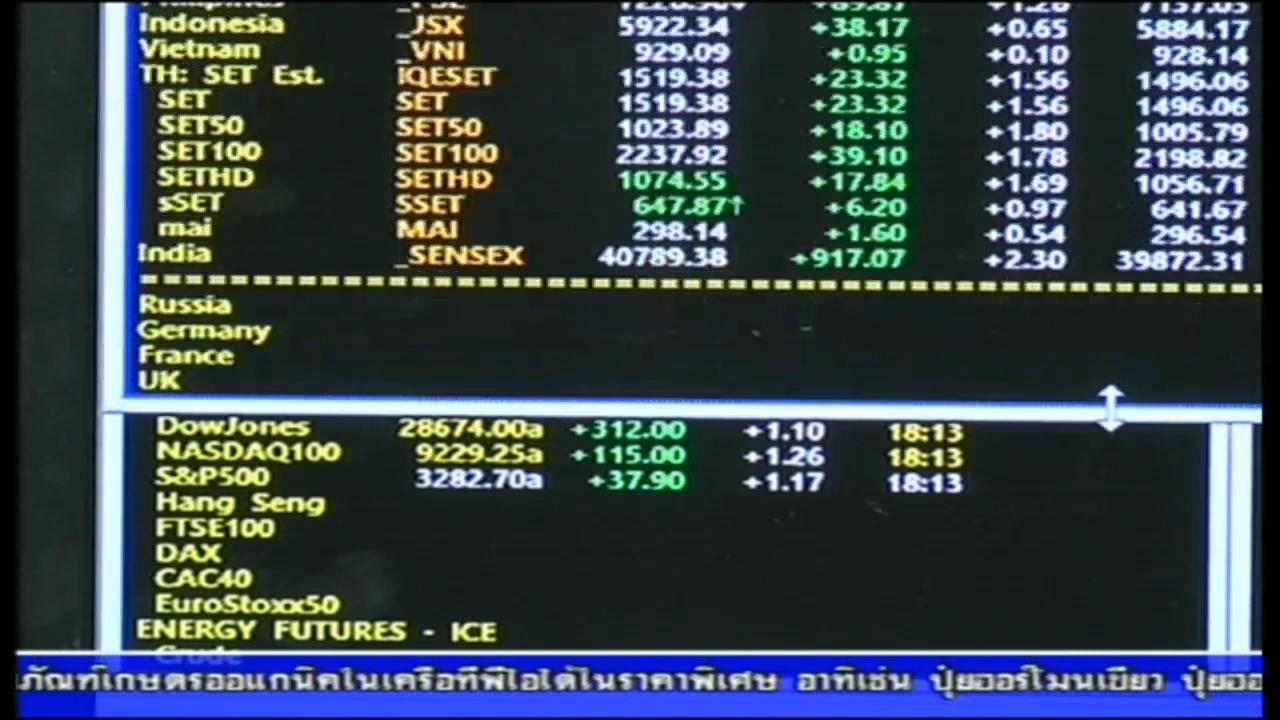 Indonesia _JSX 5922.34 +38.17 +0.65 5884.17
Vietnam _VNI 929.09 +0.95 +0.10 928.14
TH: SET Est. IQESET 1519.38 +23.32 +1.56 1496.06
SET SET 1519.38 +23.32 +1.56 1496.06
SET50 SET50 1023.89 +18.10 +1.80 1005.79
SET100 SET100 2237.92 +39.10 +1.78 2198.82
SETHD SETHD 1074.55 +17.84 +1.69 1056.71
sSET SSET 647.87↑ +6.20 +0.97 641.67
mai MAI 298.14 +1.60 +0.54 296.54
India _SENSEX 40789.38 +917.07 +2.30 39872.31
Russia
Germany
France
UK
DowJones 28674.00a +312.00 +1.10 18:13
NASDAQ100 9229.25a +115.00 +1.26 18:13
S&P500 3282.70a +37.90 +1.17 18:13
Hang Seng
FTSE100
DAX
CAC40
EuroStoxx50
ENERGY FUTURES - ICE
Crude
ภัณฑ์เกษตรออแกนิคในเครือทีพีไอได้ในราคาพิเศษ อาทิเช่น ปุ๋ยฮอร์โมนเขียว ปุ๋ยฮอ